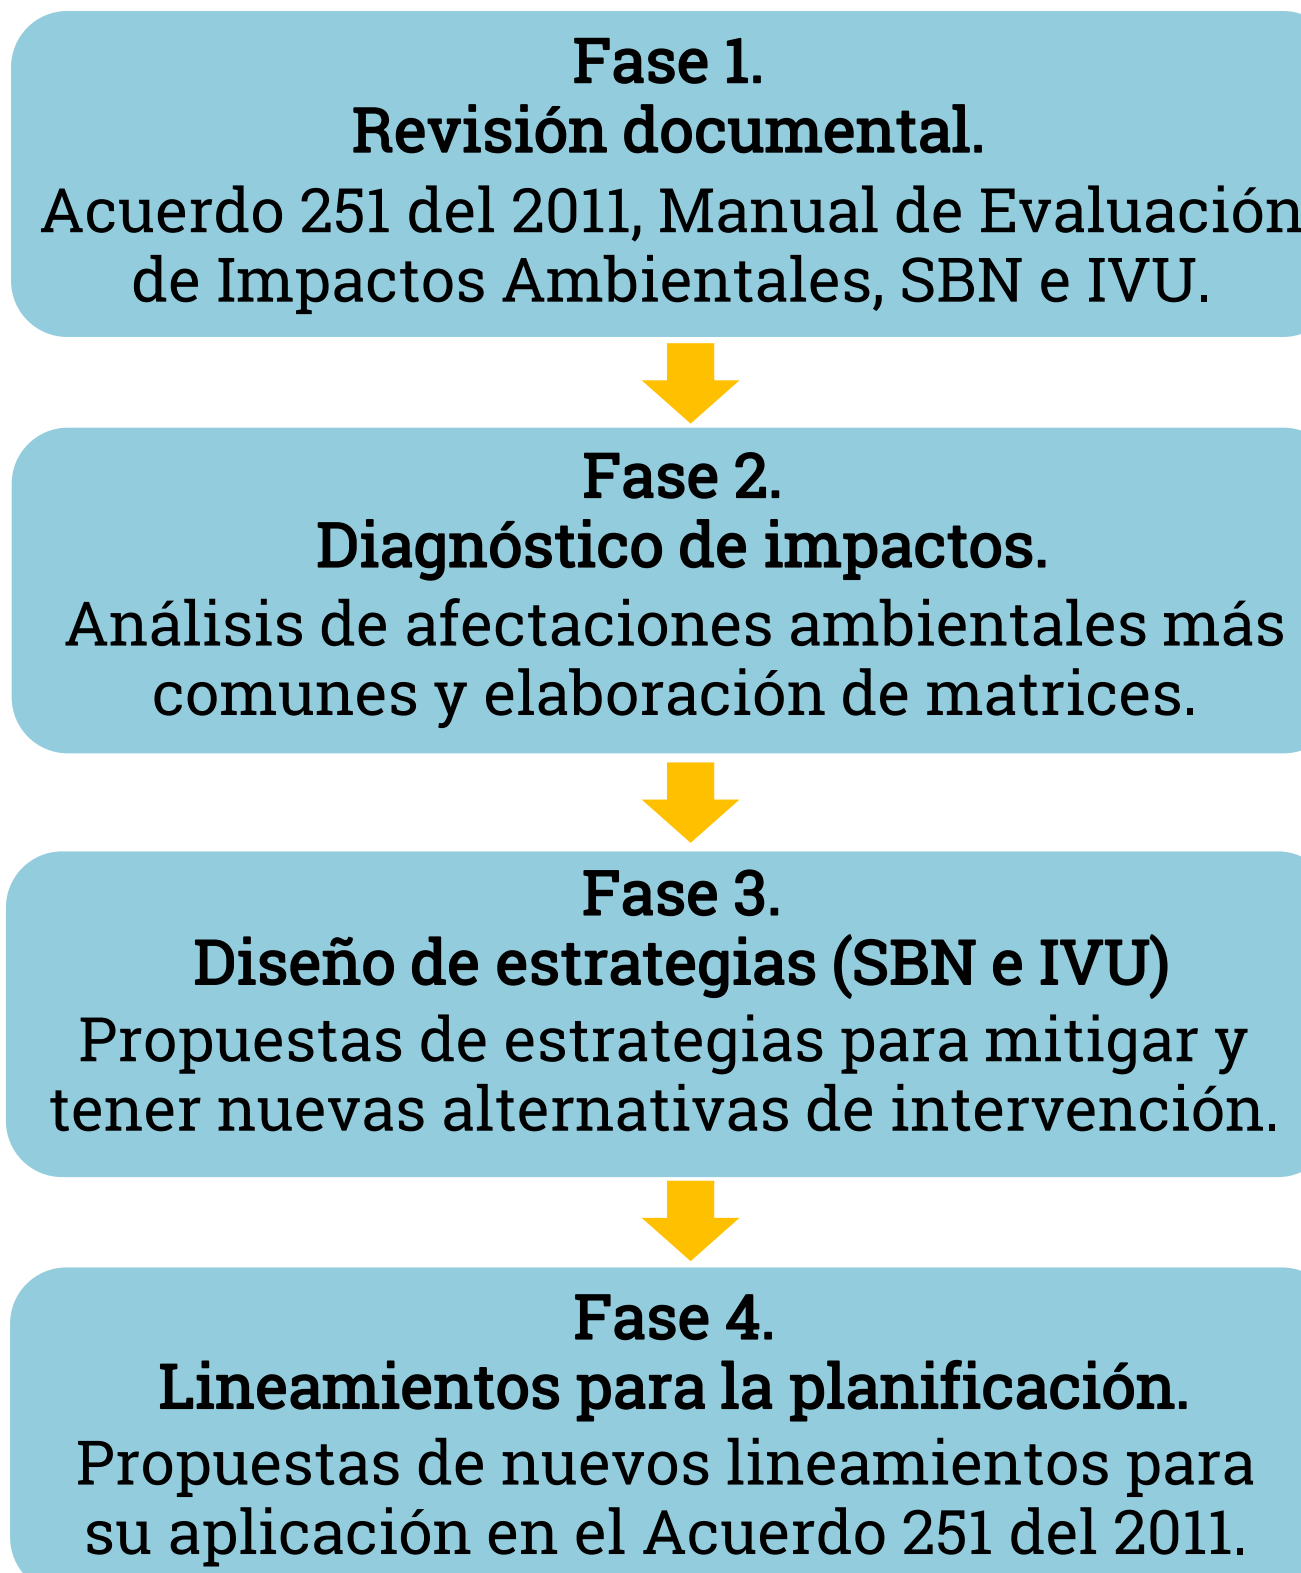 Fase 1.
Revisión documental.
Acuerdo 251 del 2011, Manual de Evaluación
de Impactos Ambientales, SBN e IVU.
Fase 2.
Diagnóstico de impactos.
Análisis de afectaciones ambientales más
comunes y elaboración de matrices.
Fase 3.
Diseño de estrategias (SBN e IVU)
Propuestas de estrategias para mitigar y
tener nuevas alternativas de intervención.
Fase 4.
Lineamientos para la planificación.
Propuestas de nuevos lineamientos para
su aplicación en el Acuerdo 251 del 2011.